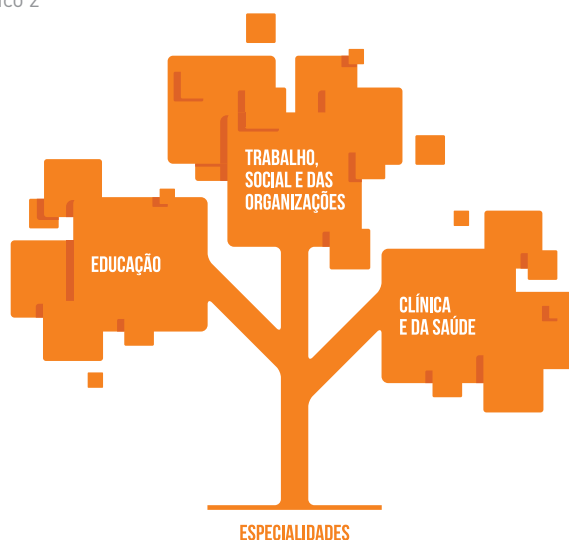 TRABALHO,
SOCIAL E DAS
ORGANIZAÇÕES
EDUCAÇÃO
CLÍNICA
E DA SAÚDE
ESPECIALIDADES